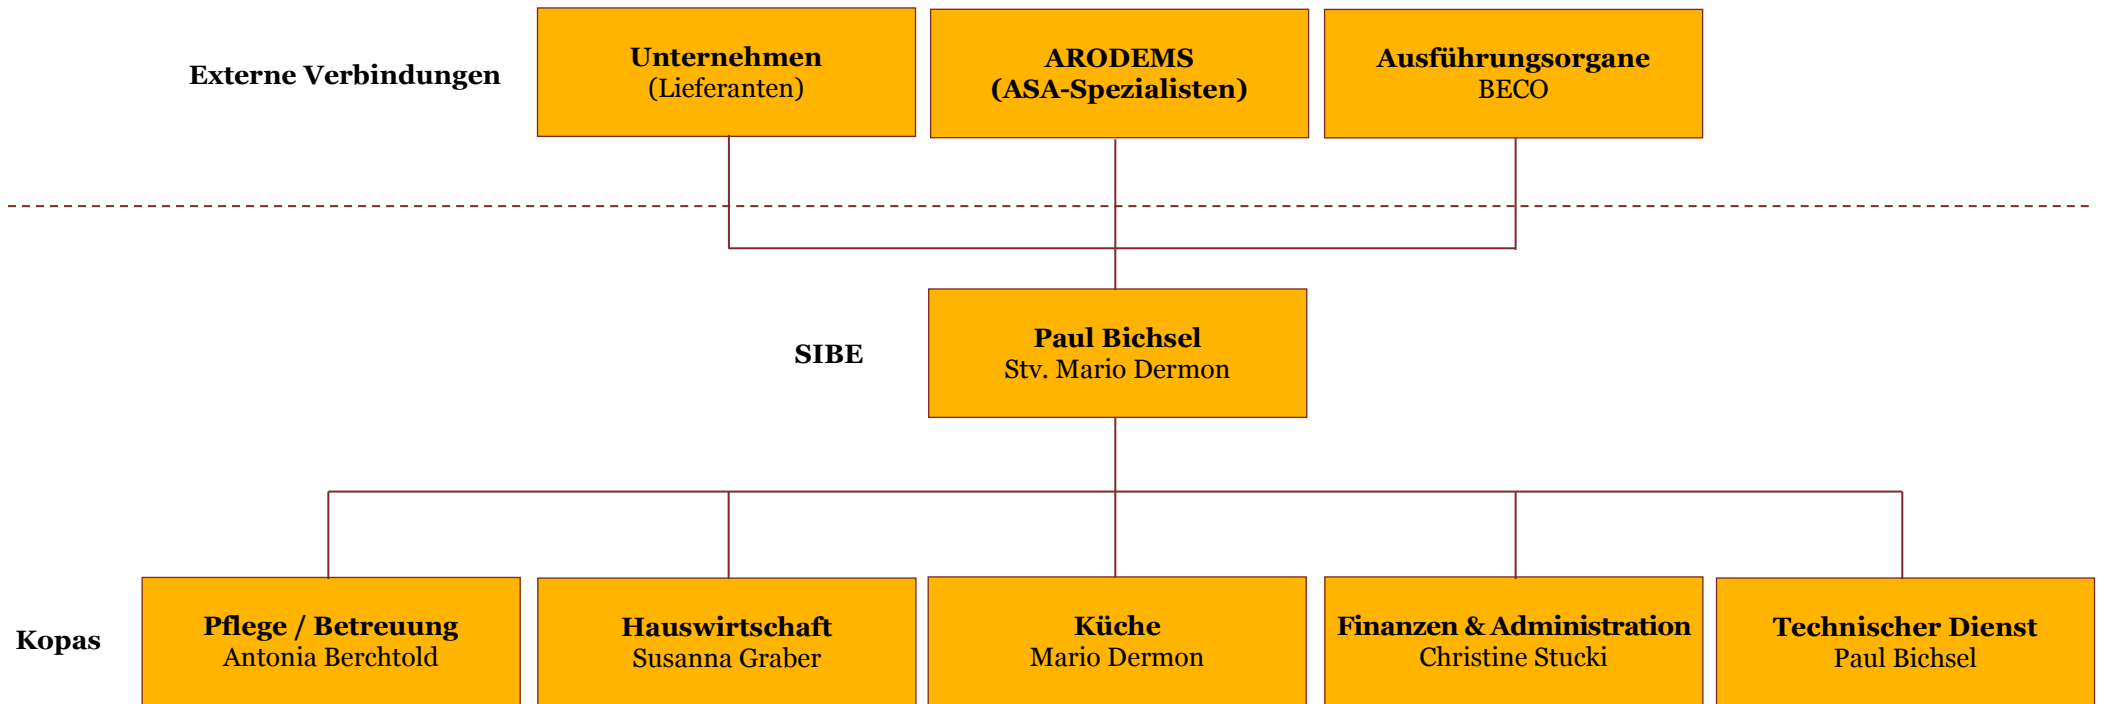 Externe Verbindungen
Unternehmen
(Lieferanten)
ARODEMS
(ASA-Spezialisten)
Ausführungsorgane
BECO
SIBE
Paul Bichsel
Stv. Mario Dermon
Kopas
Pflege / Betreuung
Antonia Berchtold
Hauswirtschaft
Susanna Graber
Küche
Mario Dermon
Finanzen & Administration
Christine Stucki
Technischer Dienst
Paul Bichsel